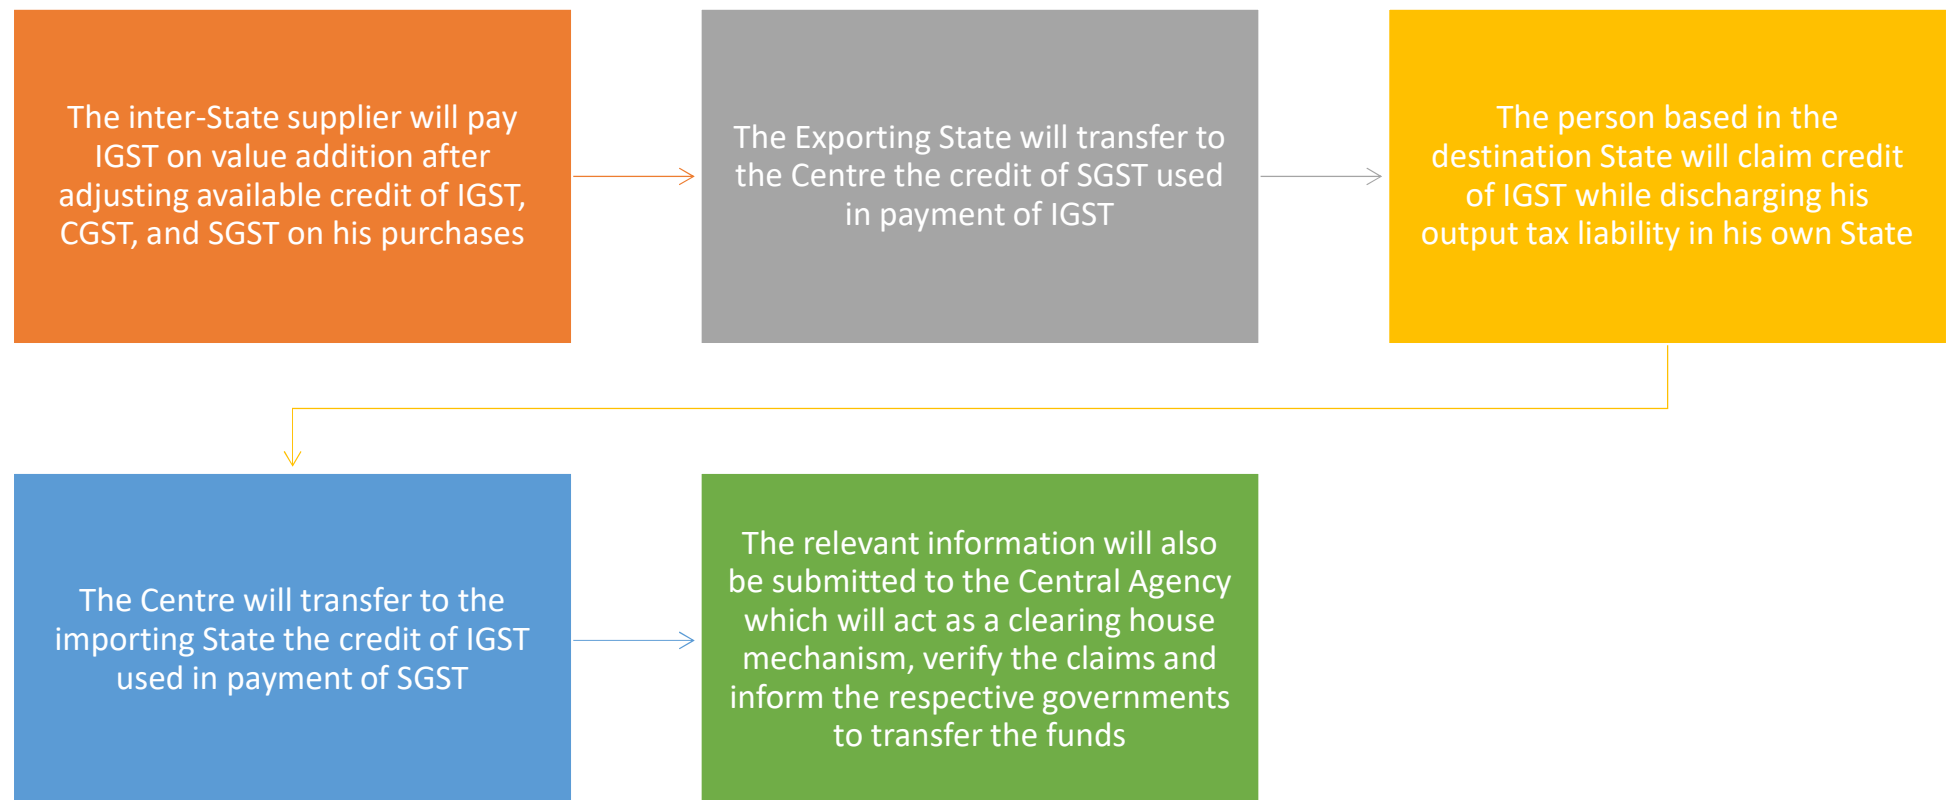 The inter-State supplier will pay
IGST on value addition after
adjusting available credit of IGST,
CGST, and SGST on his purchases
The Exporting State will transfer to
the Centre the credit of SGST used
in payment of IGST
The person based in the
destination State will claim credit
of IGST while discharging his
output tax liability in his own State
The Centre will transfer to the
importing State the credit of IGST
used in payment of SGST
The relevant information will also
be submitted to the Central Agency
which will act as a clearing house
mechanism, verify the claims and
inform the respective governments
to transfer the funds